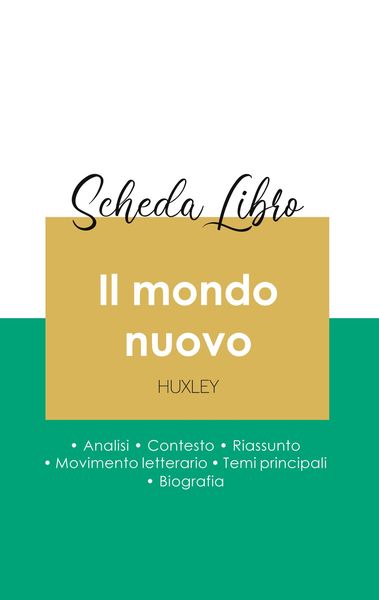 Scheda Libro
Il mondo
nuovo
HUXLEY
• Analisi • Contesto • Riassunto
• Movimento letterario • Temi principali
• Biografia